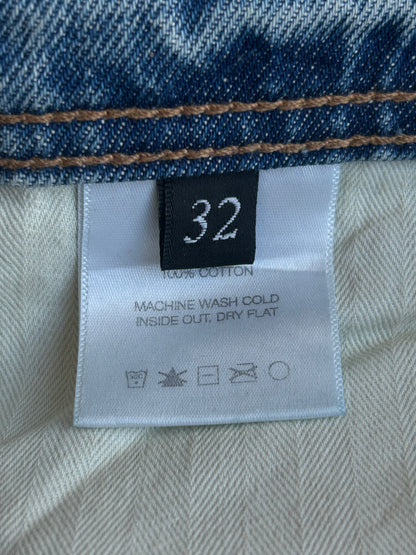 32
100% COTTON
MACHINE WASH COLD
INSIDE OUT, DRY FLAT